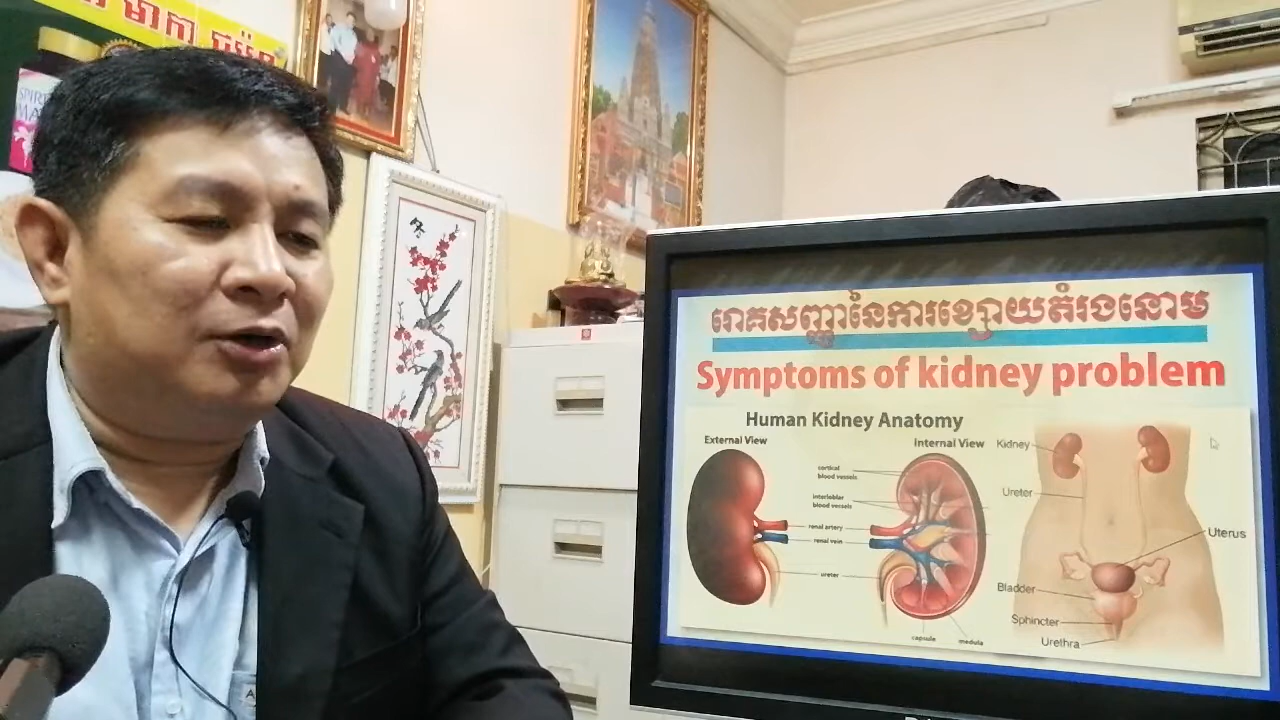 រោគសញ្ញានៃការខ្សោយតំរងនោម
Symptoms of kidney problem
Human Kidney Anatomy
External View
Internal View
cortical
blood vessels
interlobar
blood vessels
renal artery
renal vein
ureter
capsule
medula
Kidney
Ureter
Uterus
Bladder
Sphincter
Urethra